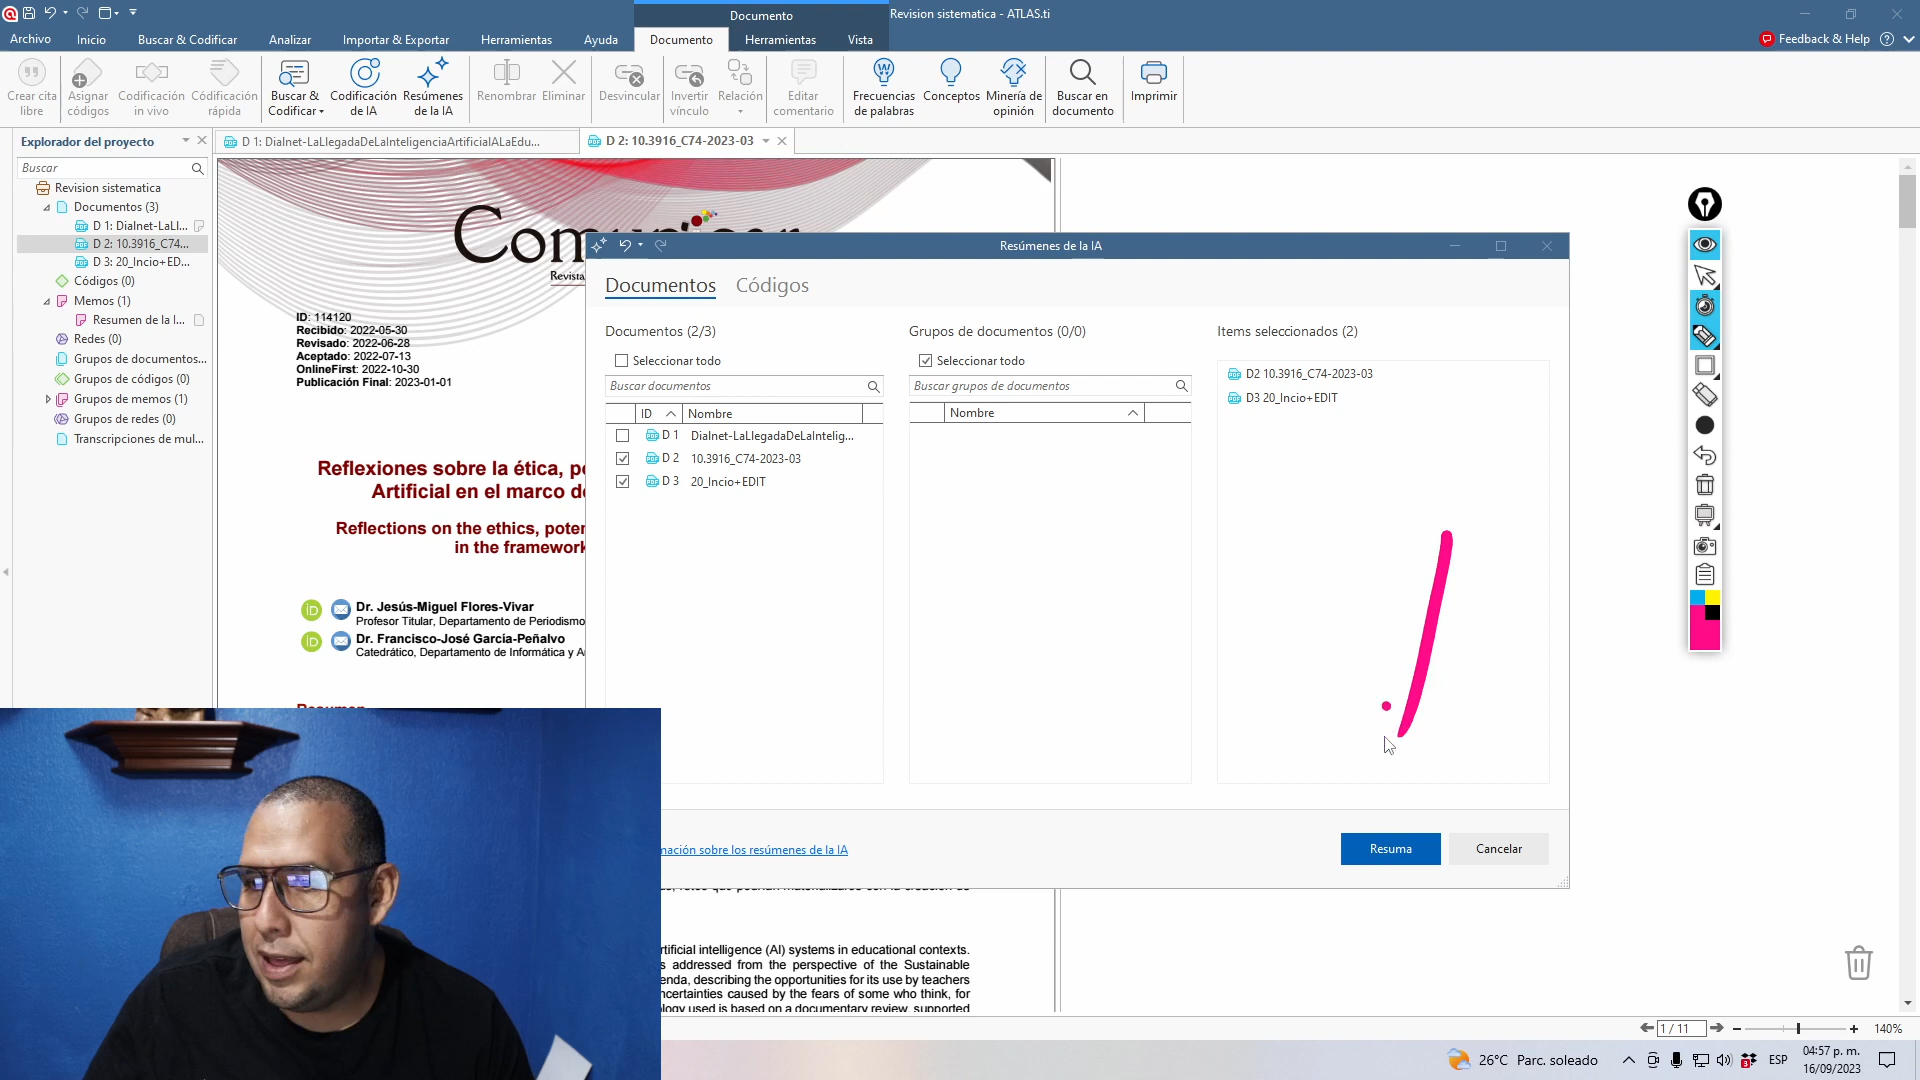 Documento
Revision sistematica - ATLAS.ti
Archivo
Inicio
Buscar & Codificar
Analizar
Importar & Exportar
Herramientas
Ayuda
Documento
Herramientas
Vista
Feedback & Help
Crear cita libre
Asignar códigos
Codificación in vivo
Codificación rápida
Buscar & Codificar
Codificación de IA
Resúmenes de la IA
Renombrar
Eliminar
Desvincular
Invertir vínculo
Relación
Editar comentario
Frecuencias de palabras
Conceptos
Minería de opinión
Buscar en documento
Imprimir
Explorador del proyecto
D 1: Dialnet-LaLlegadaDeLaInteligenciaArtificialALaEdu...
D 2: 10.3916_C74-2023-03
Buscar
Revision sistematica
Documentos (3)
D 1: Dialnet-LaLl...
D 2: 10.3916_C74...
D 3: 20_Incio+ED...
Códigos (0)
Memos (1)
Resumen de la I...
Redes (0)
Grupos de documentos...
Grupos de códigos (0)
Grupos de memos (1)
Grupos de redes (0)
Transcripciones de mul...
Revista
ID: 114120
Recibido: 2022-05-30
Revisado: 2022-06-28
Aceptado: 2022-07-13
OnlineFirst: 2022-10-30
Publicación Final: 2023-01-01
Reflexiones sobre la ética, p
Artificial en el marco d
Reflections on the ethics, poten
in the framework
Dr. Jesús-Miguel Flores-Vivar
Profesor Titular, Departamento de Periodismo
Dr. Francisco-José García-Peñalvo
Catedrático, Departamento de Informática y A
Resúmenes de la IA
Documentos
Códigos
Documentos (2/3)
Seleccionar todo
Buscar documentos
ID
Nombre
D 1 Dialnet-LaLlegadaDeLaIntelig...
D 2 10.3916_C74-2023-03
D 3 20_Incio+EDIT
Grupos de documentos (0/0)
Seleccionar todo
Buscar grupos de documentos
Nombre
Items seleccionados (2)
D2 10.3916_C74-2023-03
D3 20_Incio+EDIT
mación sobre los resúmenes de la IA
Resuma
Cancelar
rtificial intelligence (AI) systems in educational contexts.
s addressed from the perspective of the Sustainable
enda, describing the opportunities for its use by teachers
ncertainties caused by the fears of some who think, for
logy used is based on a documentary review, supported
1 / 11
140%
26°C Parc. soleado
ESP
04:57 p. m.
16/09/2023